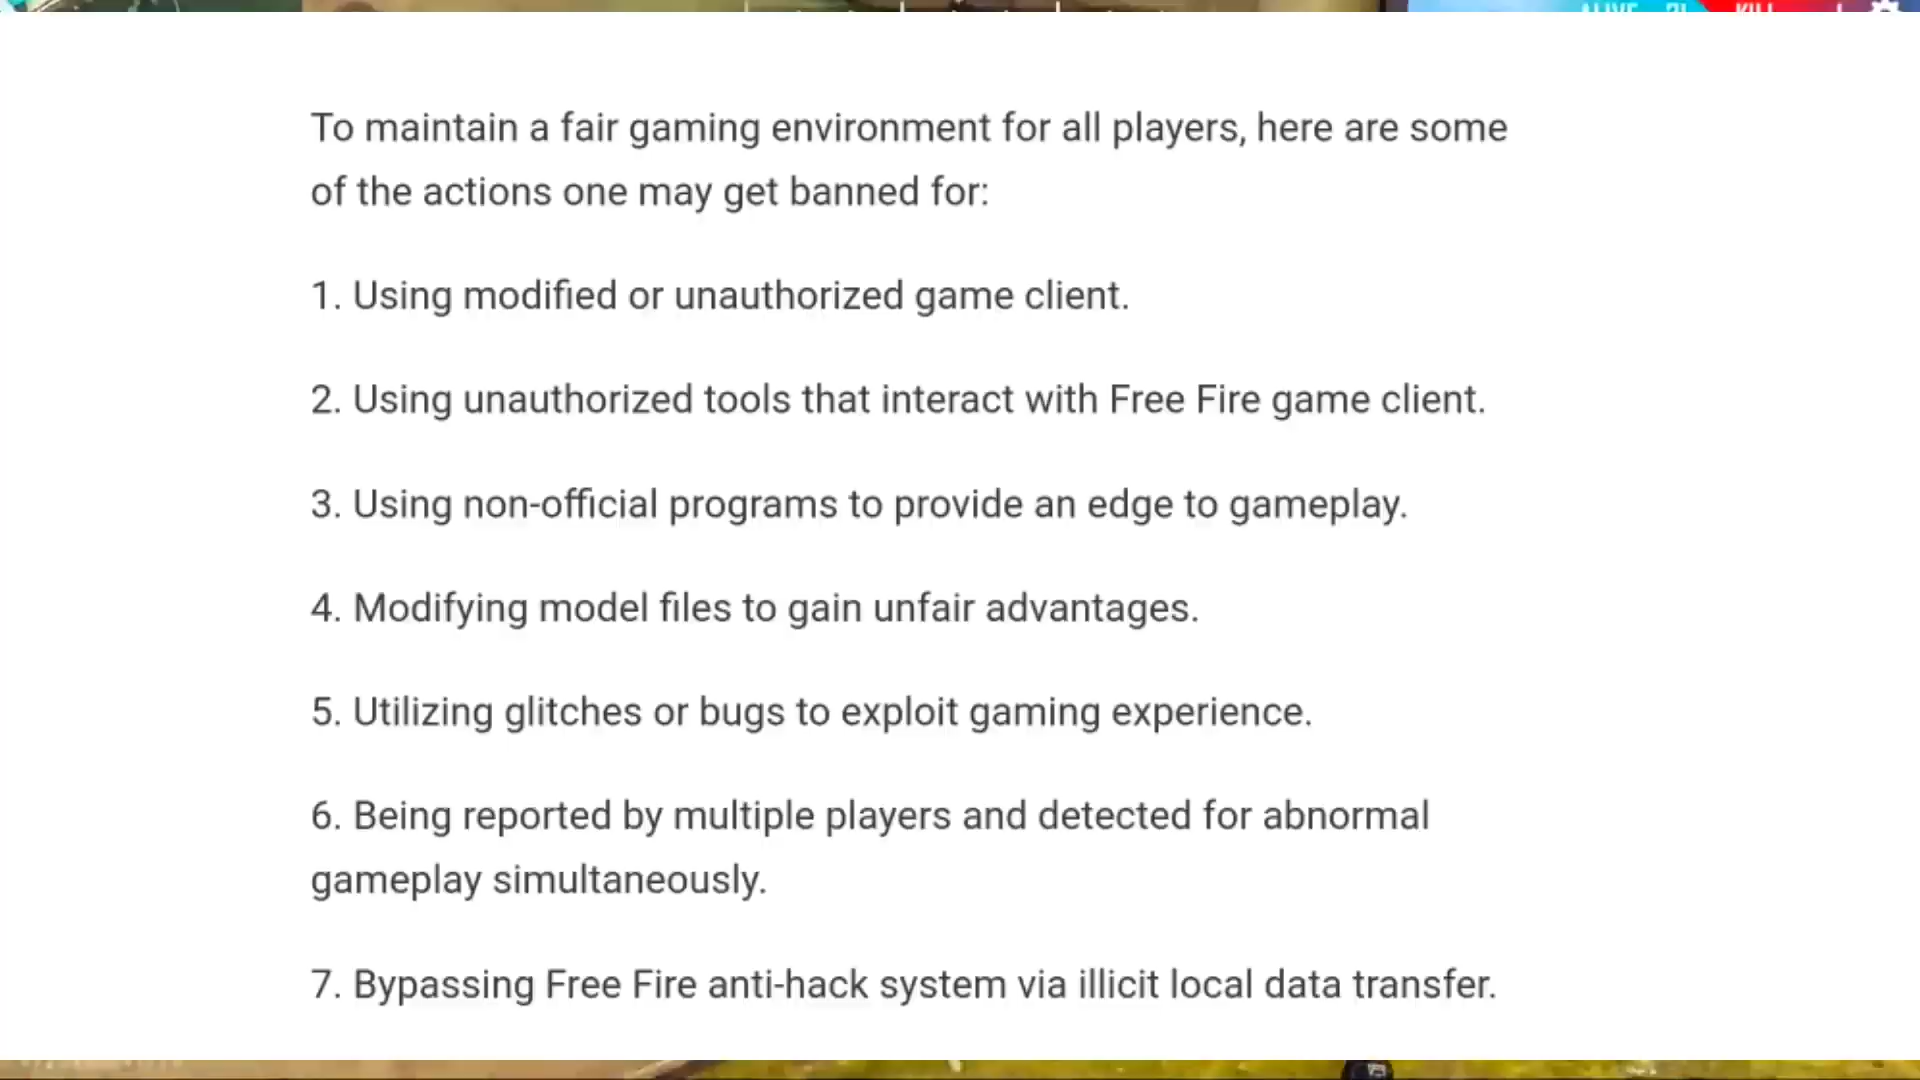 To maintain a fair gaming environment for all players, here are some
of the actions one may get banned for:
1. Using modified or unauthorized game client.
2. Using unauthorized tools that interact with Free Fire game client.
3. Using non-official programs to provide an edge to gameplay.
4. Modifying model files to gain unfair advantages.
5. Utilizing glitches or bugs to exploit gaming experience.
6. Being reported by multiple players and detected for abnormal
gameplay simultaneously.
7. Bypassing Free Fire anti-hack system via illicit local data transfer.